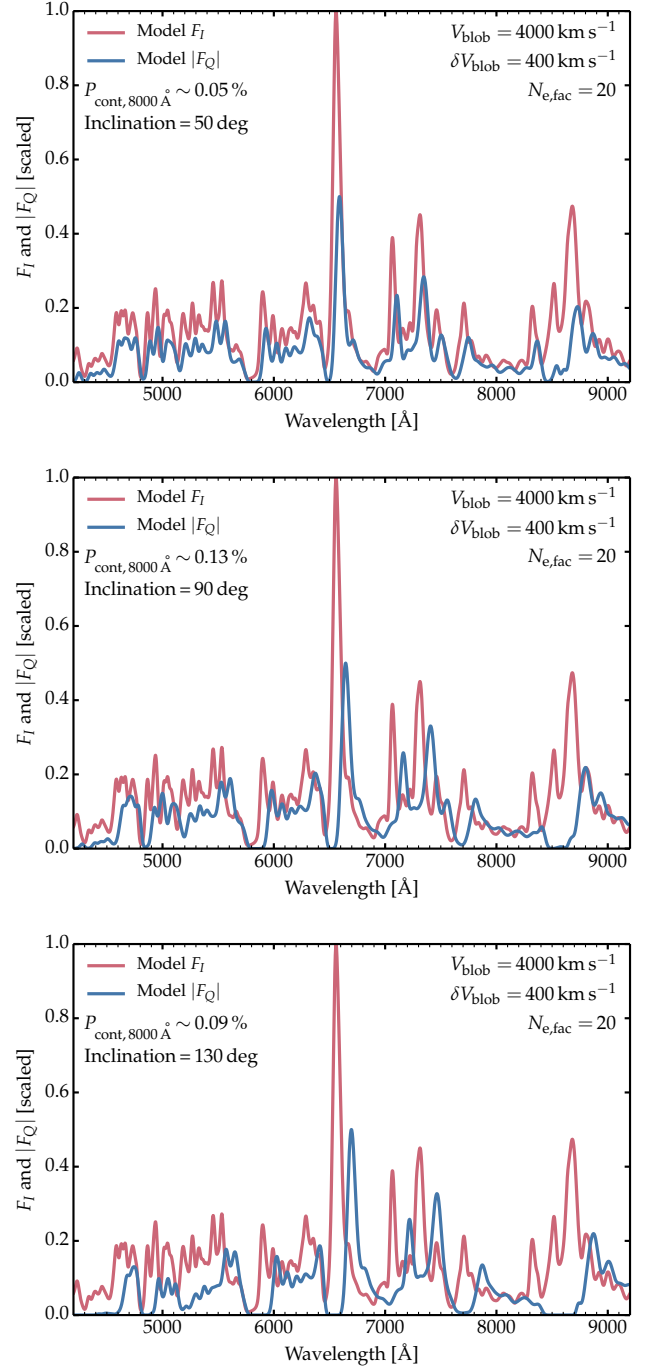 1.0
Model F_I
V_blob = 4000 km s⁻¹
Model |F_Q|
δV_blob = 400 km s⁻¹
0.8
P_cont, 8000 Å ∼ 0.05 %
N_e,fac = 20
Inclination = 50 deg
0.6
F_I and |F_Q| [scaled]
0.4
0.2
0.0
5000 6000 7000 8000 9000
Wavelength [Å]
1.0
Model F_I
V_blob = 4000 km s⁻¹
Model |F_Q|
δV_blob = 400 km s⁻¹
0.8
P_cont, 8000 Å ∼ 0.13 %
N_e,fac = 20
Inclination = 90 deg
0.6
F_I and |F_Q| [scaled]
0.4
0.2
0.0
5000 6000 7000 8000 9000
Wavelength [Å]
1.0
Model F_I
V_blob = 4000 km s⁻¹
Model |F_Q|
δV_blob = 400 km s⁻¹
0.8
P_cont, 8000 Å ∼ 0.09 %
N_e,fac = 20
Inclination = 130 deg
0.6
F_I and |F_Q| [scaled]
0.4
0.2
0.0
5000 6000 7000 8000 9000
Wavelength [Å]